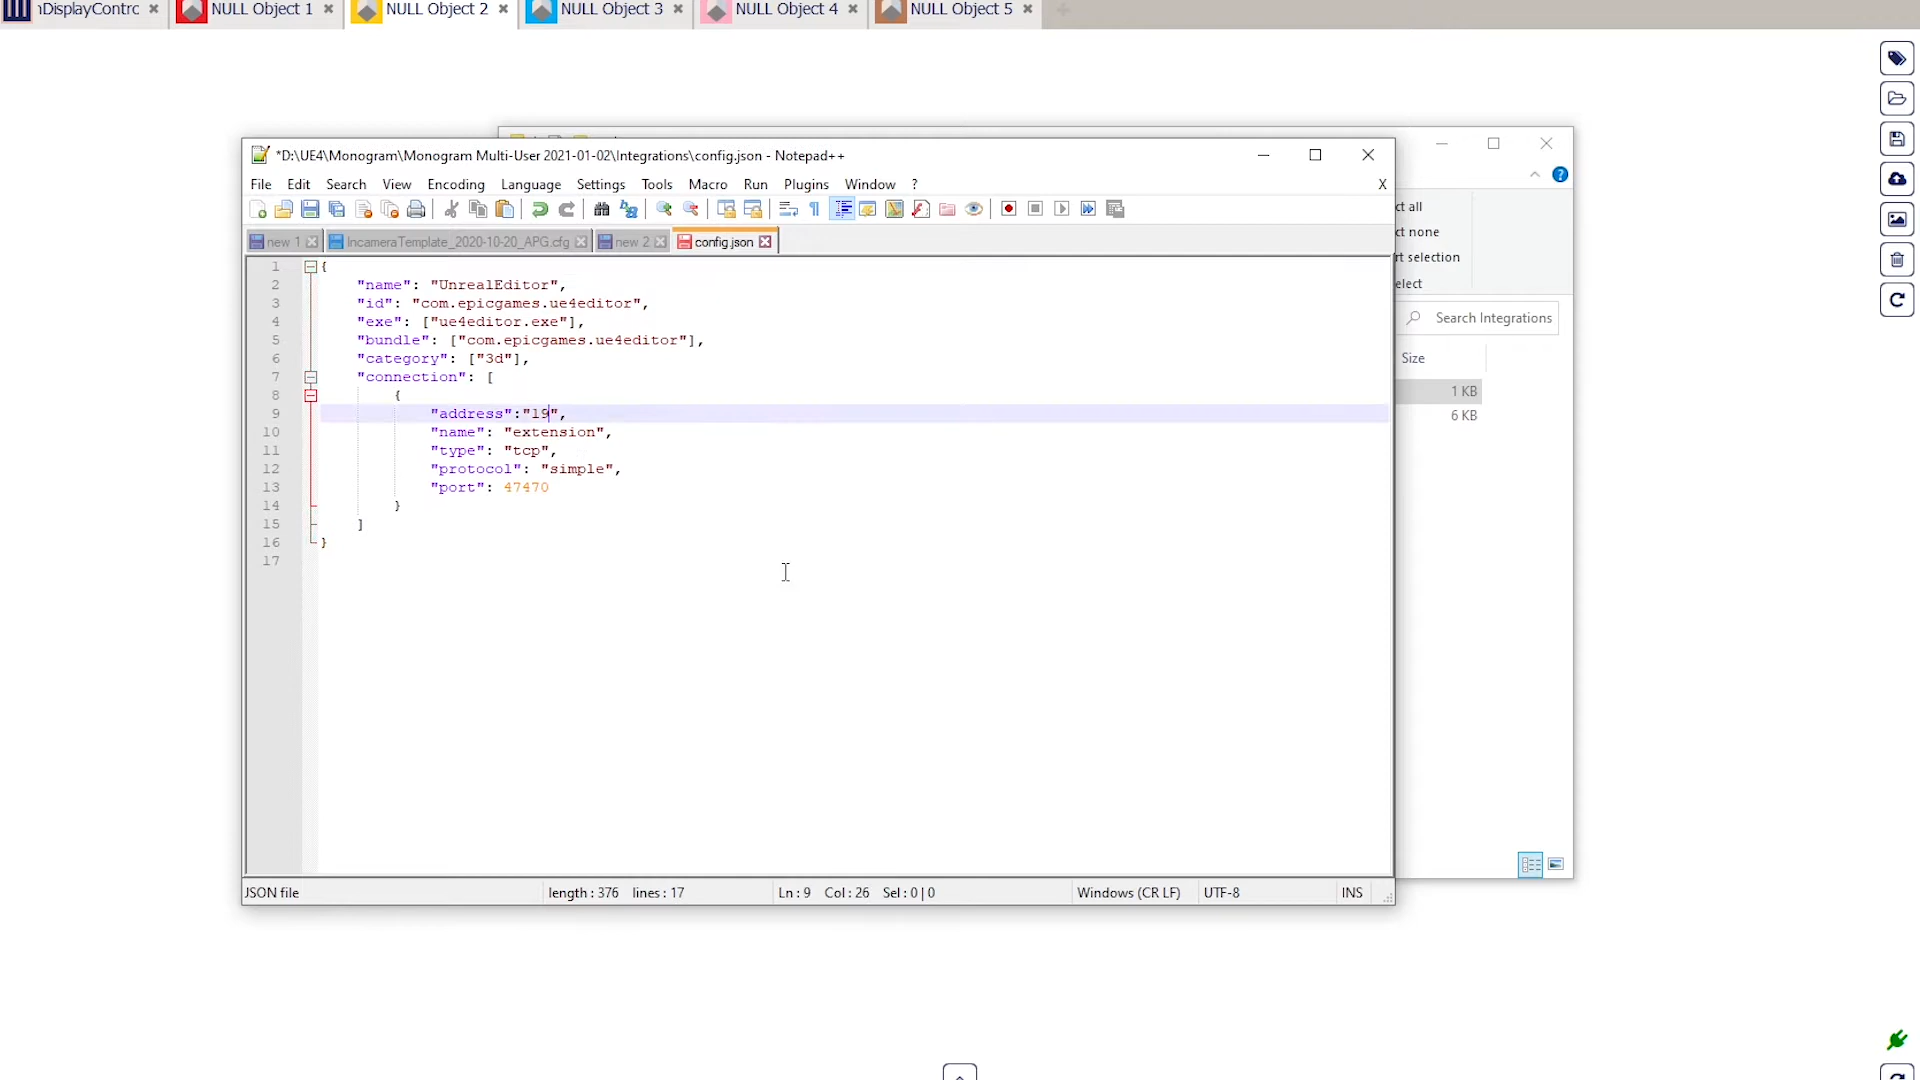 ıDisplayContrc NULL Object 1 NULL Object 2 NULL Object 3 NULL Object 4 NULL Object 5
*D:\UE4\Monogram\Monogram Multi-User 2021-01-02\Integrations\config.json - Notepad++
File Edit Search View Encoding Language Settings Tools Macro Run Plugins Window ? X
new 1 IncameraTemplate_2020-10-20_APG.cfg new 2 config.json
1 {
2 "name": "UnrealEditor",
3 "id": "com.epicgames.ue4editor",
4 "exe": ["ue4editor.exe"],
5 "bundle": ["com.epicgames.ue4editor"],
6 "category": ["3d"],
7 "connection": [
8 {
9 "address":"19",
10 "name": "extension",
11 "type": "tcp",
12 "protocol": "simple",
13 "port": 47470
14 }
15 ]
16 }
17
JSON file length : 376 lines : 17 Ln : 9 Col : 26 Sel : 0 | 0 Windows (CR LF) UTF-8 INS
ct all
ct none
rt selection
elect
Search Integrations
Size
1 KB
6 KB